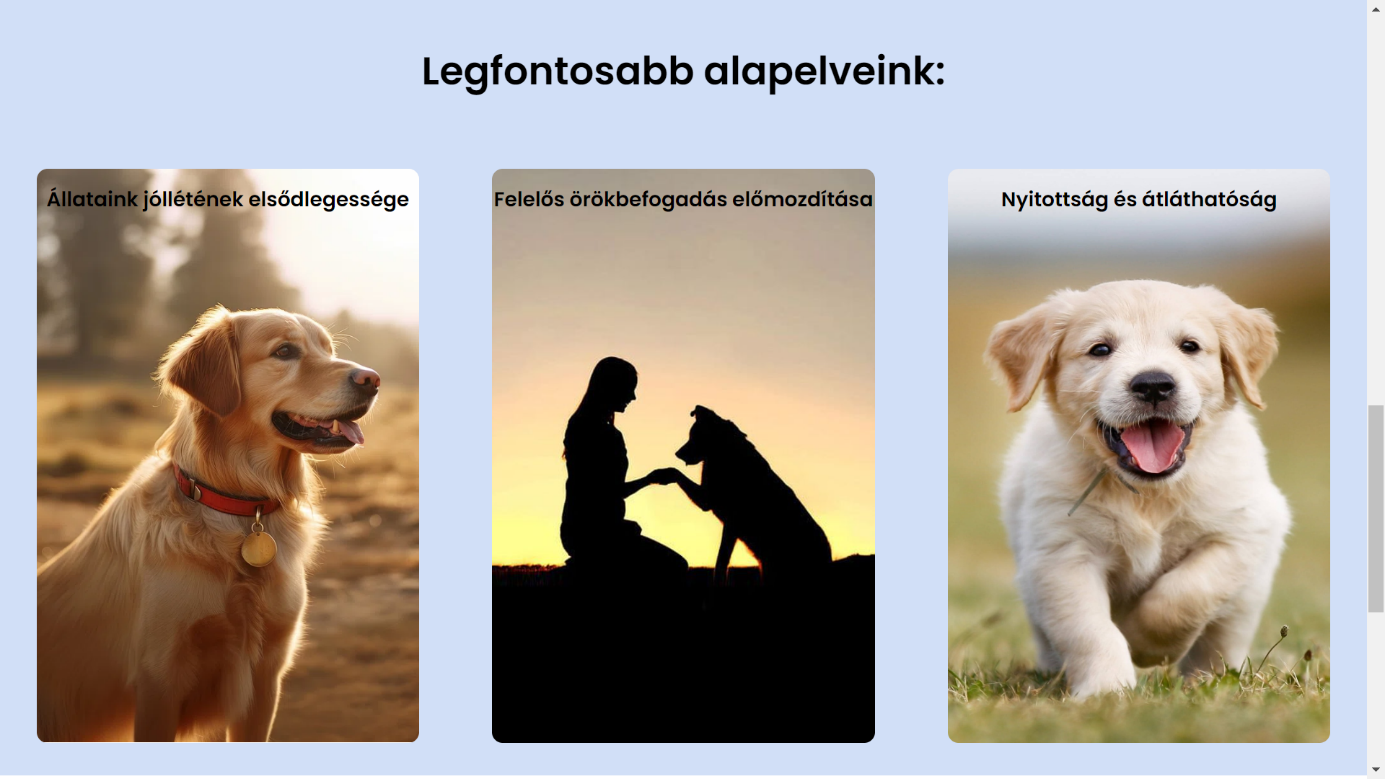 Legfontosabb alapelveink:
Állataink jóllétének elsődlegessége
Felelős örökbefogadás előmozdítása
Nyitottság és átláthatóság